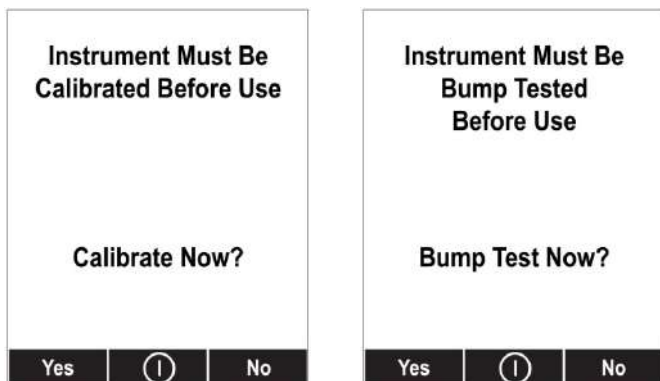 Instrument Must Be
Calibrated Before Use
Calibrate Now?
Yes
No
Instrument Must Be
Bump Tested
Before Use
Bump Test Now?
Yes
No